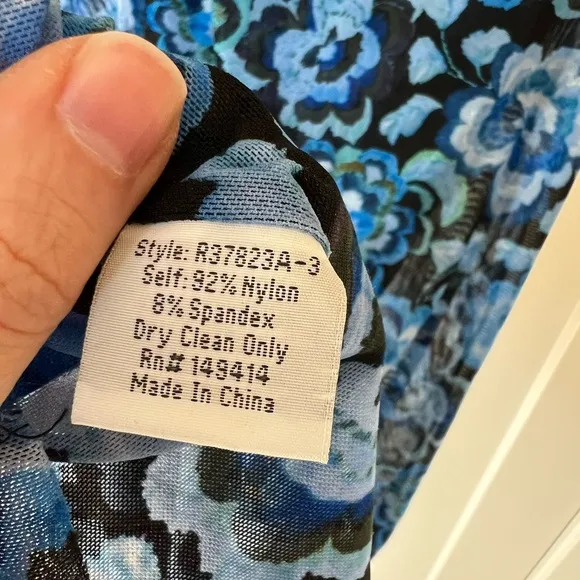 Style: R37823A-3
Self: 92% Nylon
8% Spandex
Dry Clean Only
Rn# 149414
Made In China